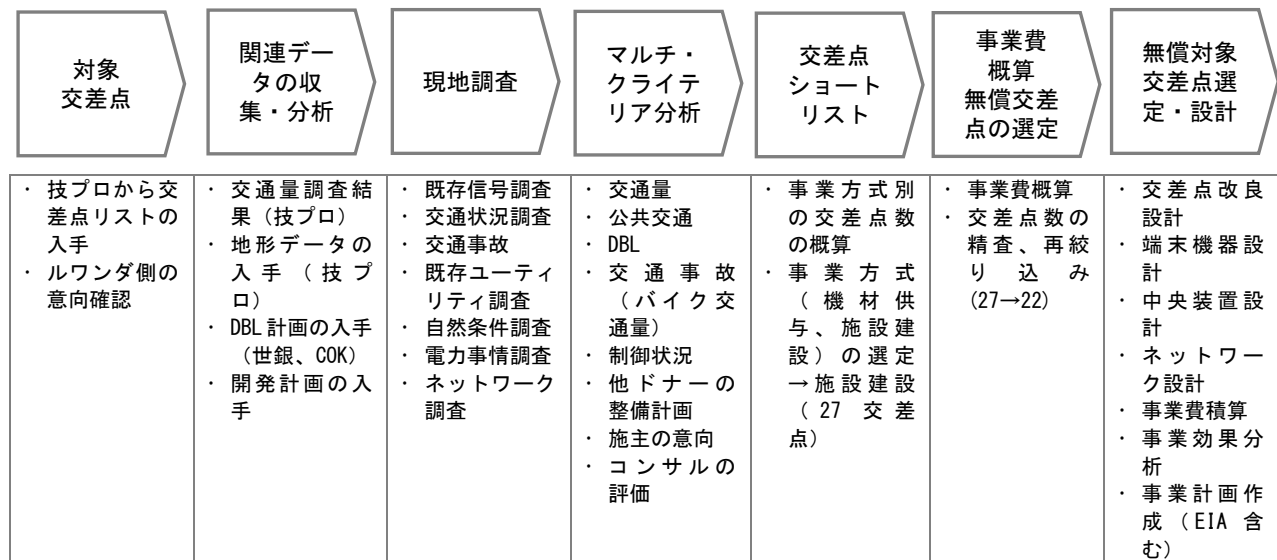 対象
交差点
関連デー
タの収
集・分析
現地調査
マルチ・
クライテ
リア分析
交差点
ショート
リスト
事業費
概算
無償交差
点の選定
無償対象
交差点選
定・設計
・ 技プロから交
差点リストの
入手
・ ルワンダ側の
意向確認
・ 交通量調査結
果（技プロ）
・ 地形データの
入手（技プ
ロ）
・ DBL計画の入手
（世銀、COK）
・ 開発計画の入
手
・ 既存信号調査
・ 交通状況調査
・ 交通事故
・ 既存ユーティ
リティ調査
・ 自然条件調査
・ 電力事情調査
・ ネットワーク
調査
・ 交通量
・ 公共交通
・ DBL
・ 交通事故
（バイク交
通量）
・ 制御状況
・ 他ドナーの
整備計画
・ 施主の意向
・ コンサルの
評価
・ 事業方式別
の交差点数
の概算
・ 事業方式
（機材供
与、施設建
設）の選定
→施設建設
（27 交差
点）
・ 事業費概算
・ 交差点数の
精査、再絞
り込み
(27→22)
・ 交差点改良
設計
・ 端末機器設
計
・ 中央装置設
計
・ ネットワー
ク設計
・ 事業費積算
・ 事業効果分
析
・ 事業計画作
成（EIA 含
む）